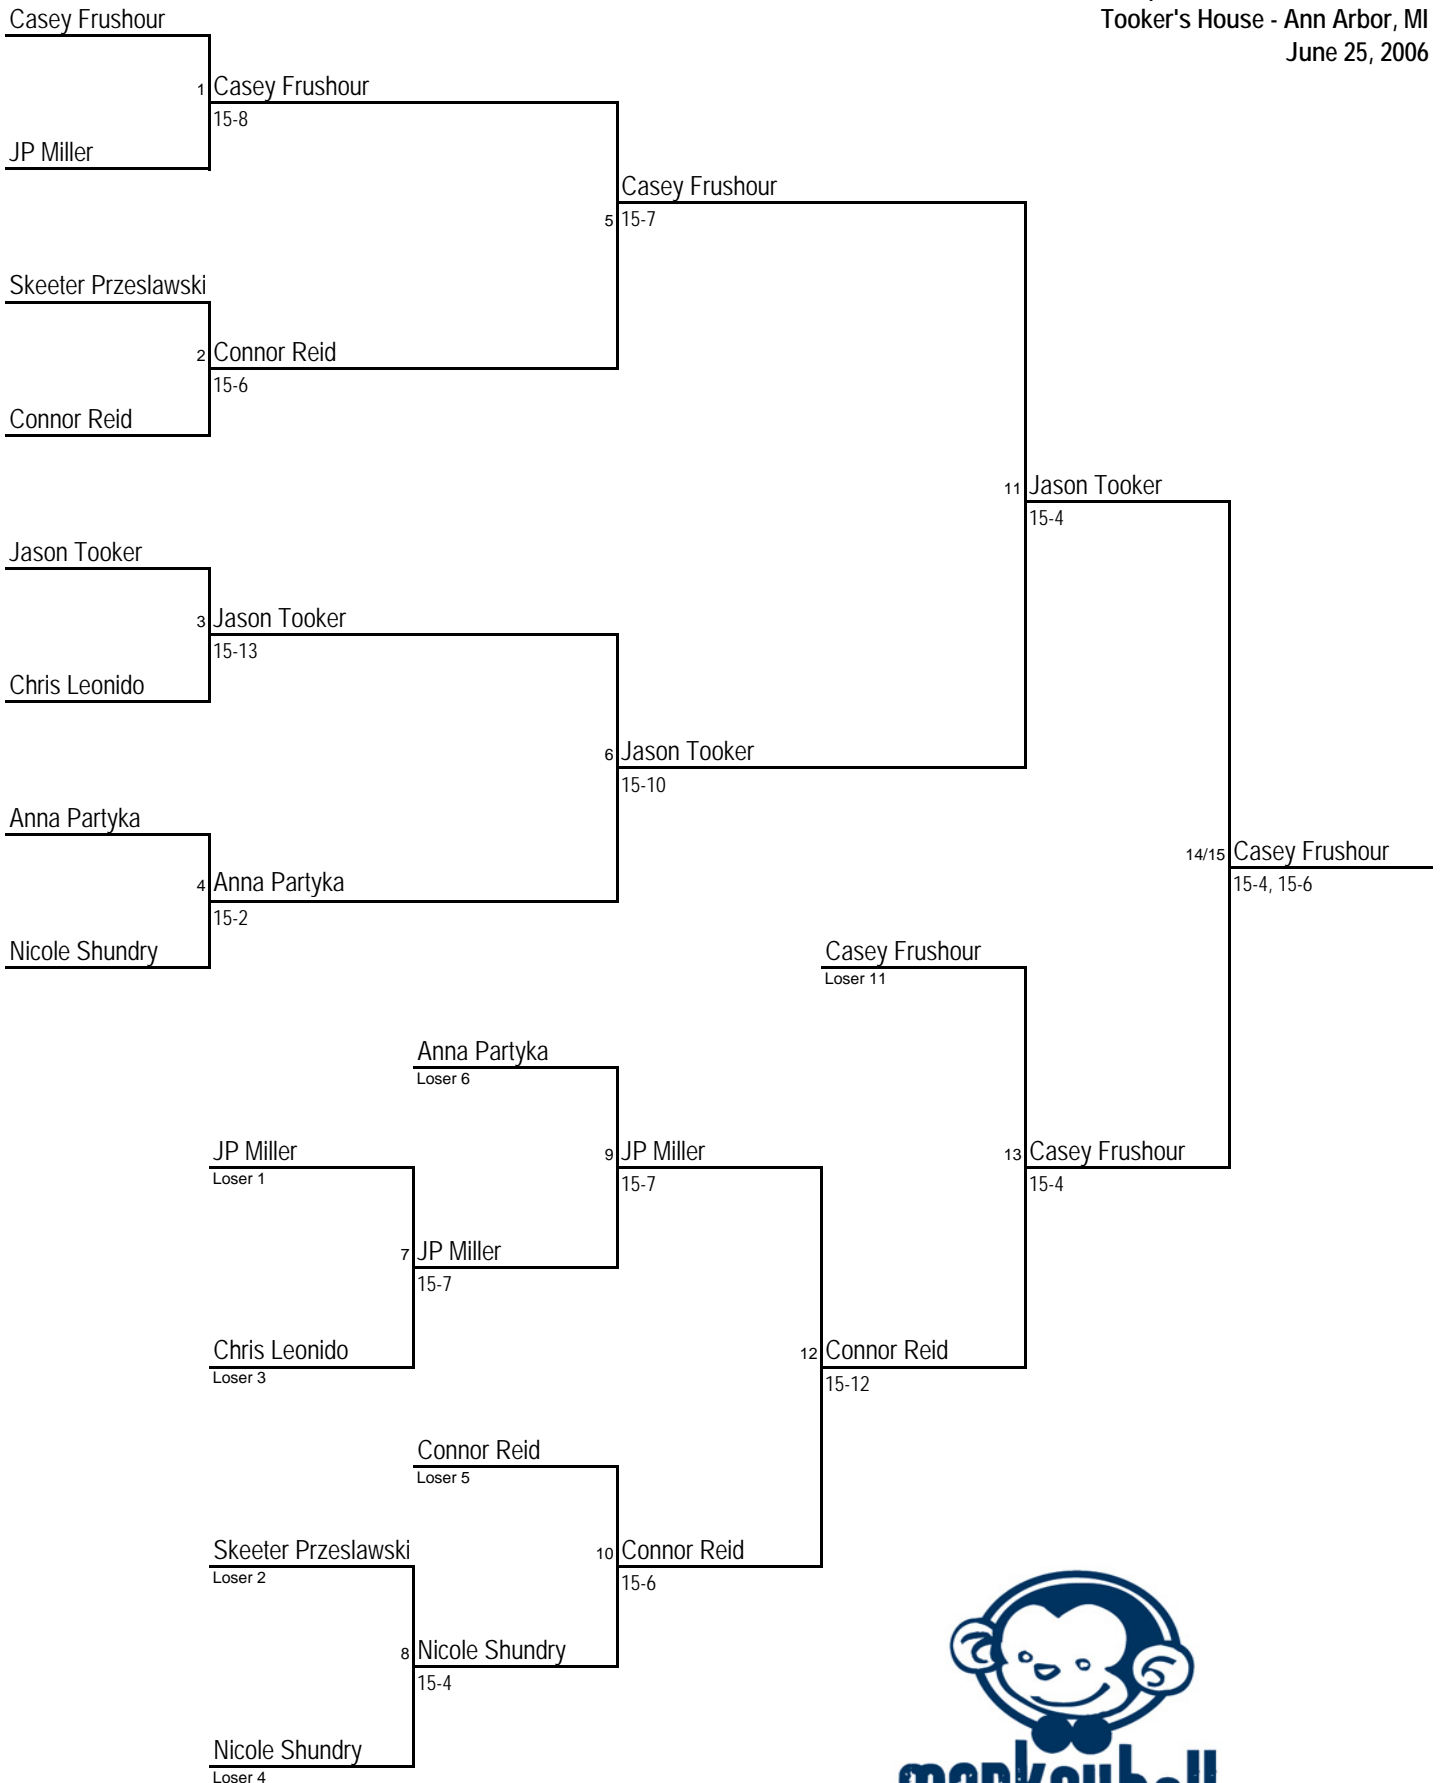 Tooker's House - Ann Arbor, MI
June 25, 2006
Casey Frushour
1 Casey Frushour
15-8
JP Miller
Casey Frushour
5 15-7
Skeeter Przeslawski
2 Connor Reid
15-6
Connor Reid
11 Jason Tooker
15-4
Jason Tooker
3 Jason Tooker
15-13
Chris Leonido
6 Jason Tooker
15-10
Anna Partyka
14/15 Casey Frushour
15-4, 15-6
4 Anna Partyka
15-2
Nicole Shundry
Casey Frushour
Loser 11
Anna Partyka
Loser 6
JP Miller
Loser 1
9 JP Miller
15-7
13 Casey Frushour
15-4
7 JP Miller
15-7
Chris Leonido
Loser 3
12 Connor Reid
15-12
Connor Reid
Loser 5
Skeeter Przeslawski
Loser 2
10 Connor Reid
15-6
8 Nicole Shundry
15-4
Nicole Shundry
Loser 4
monkeyball